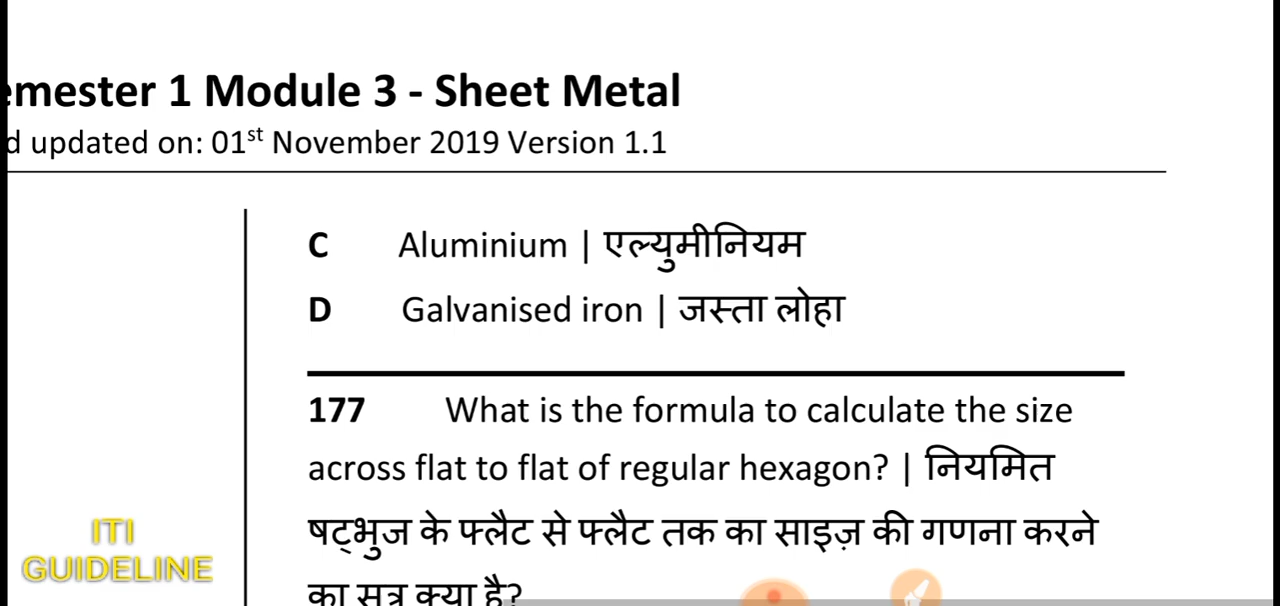 emester 1 Module 3 - Sheet Metal
d updated on: 01st November 2019 Version 1.1
C Aluminium | एल्युमीनियम
D Galvanised iron | जस्ता लोहा
177 What is the formula to calculate the size
across flat to flat of regular hexagon? | नियमित
षट्भुज के फ्लैट से फ्लैट तक का साइज़ की गणना करने
का सूत्र क्या है?
ITI
GUIDELINE